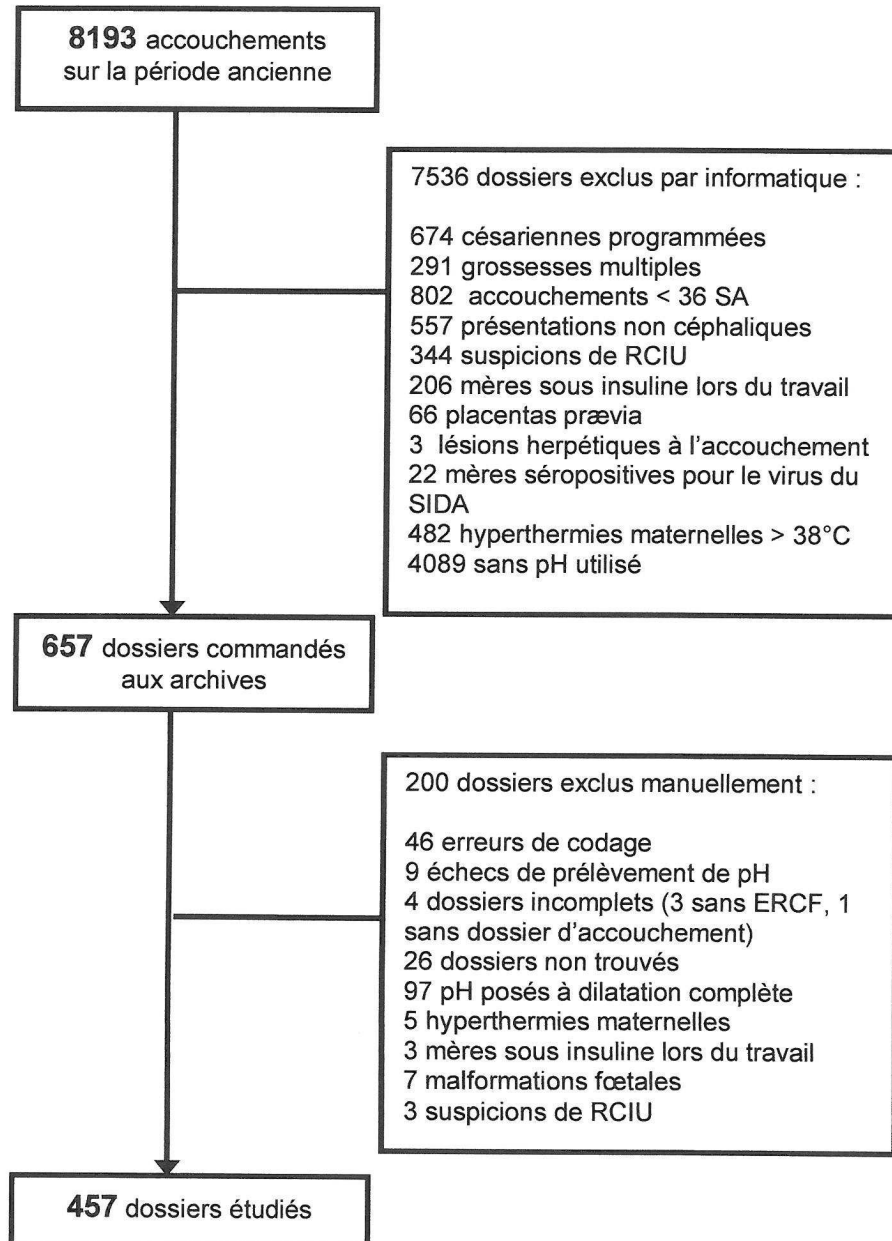 8193 accouchements
sur la période ancienne
7536 dossiers exclus par informatique :
674 césariennes programmées
291 grossesses multiples
802 accouchements < 36 SA
557 présentations non céphaliques
344 suspicions de RCIU
206 mères sous insuline lors du travail
66 placentas prævia
3 lésions herpétiques à l'accouchement
22 mères séropositives pour le virus du
SIDA
482 hyperthermies maternelles > 38°C
4089 sans pH utilisé
657 dossiers commandés
aux archives
200 dossiers exclus manuellement :
46 erreurs de codage
9 échecs de prélèvement de pH
4 dossiers incomplets (3 sans ERCF, 1
sans dossier d'accouchement)
26 dossiers non trouvés
97 pH posés à dilatation complète
5 hyperthermies maternelles
3 mères sous insuline lors du travail
7 malformations fœtales
3 suspicions de RCIU
457 dossiers étudiés